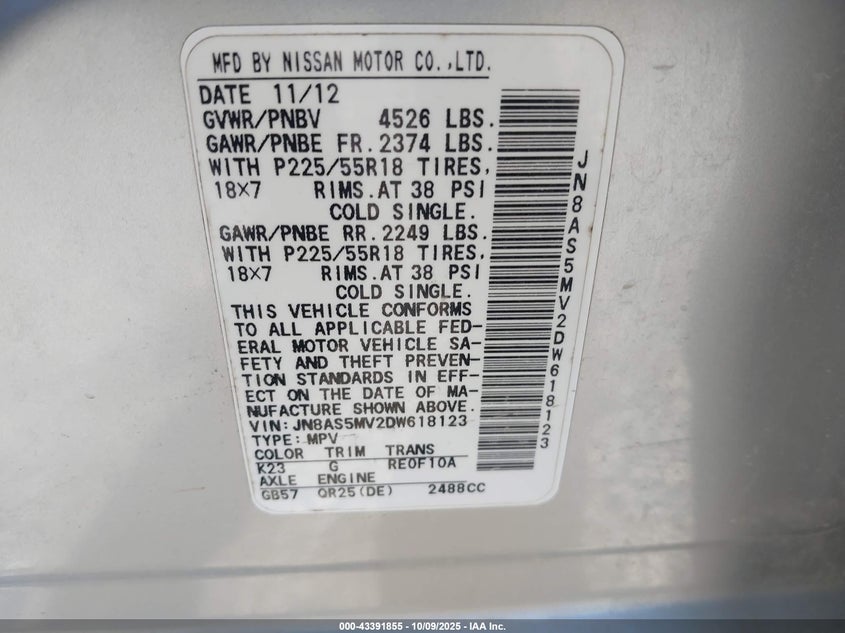 MFD BY NISSAN MOTOR CO.,LTD.
DATE 11/12
GVWR/PNBV 4526 LBS.
GAWR/PNBE FR.2374 LBS.
WITH P225/55R18 TIRES,
18X7 RIMS.AT 38 PSI
COLD SINGLE.
GAWR/PNBE RR.2249 LBS.
WITH P225/55R18 TIRES,
18X7 RIMS.AT 38 PSI
COLD SINGLE.
THIS VEHICLE CONFORMS
TO ALL APPLICABLE FED-
ERAL MOTOR VEHICLE SA-
FETY AND THEFT PREVEN-
TION STANDARDS IN EFF-
ECT ON THE DATE OF MA-
NUFACTURE SHOWN ABOVE.
VIN:JN8AS5MV2DW618123
TYPE:MPV
COLOR TRIM TRANS
K23 G RE0F10A
AXLE ENGINE
GB57 QR25(DE) 2488CC
JN8AS5MV2DW618123
000-43391855 - 10/09/2025 - IAA Inc.